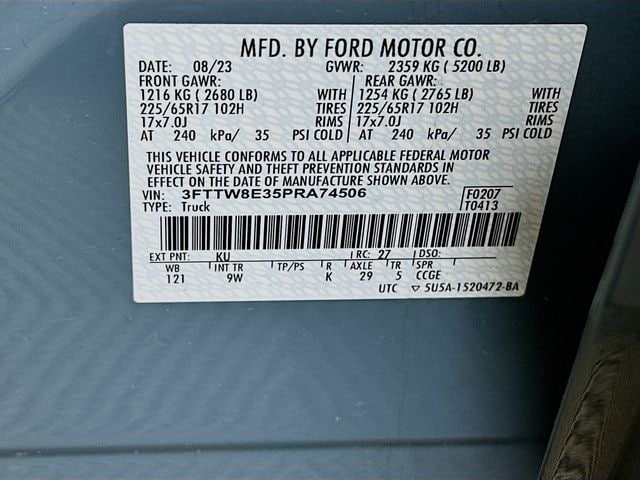 MFD. BY FORD MOTOR CO.
DATE: 08/23 GVWR: 2359 KG ( 5200 LB)
FRONT GAWR: REAR GAWR:
1216 KG ( 2680 LB) WITH 1254 KG ( 2765 LB) WITH
225/65R17 102H TIRES 225/65R17 102H TIRES
17x7.0J RIMS 17x7.0J RIMS
AT 240 kPa/ 35 PSI COLD AT 240 kPa/ 35 PSI COLD
THIS VEHICLE CONFORMS TO ALL APPLICABLE FEDERAL MOTOR
VEHICLE SAFETY AND THEFT PREVENTION STANDARDS IN
EFFECT ON THE DATE OF MANUFACTURE SHOWN ABOVE.
VIN: 3FTTW8E35PRA74506 F0207
TYPE: Truck T0413
EXT PNT: KU RC: 27 DSO:
WB INT TR TP/PS R AXLE TR SPR
121 9W K 29 5 CCGE
UTC ▽ 5U5A-1520472-BA